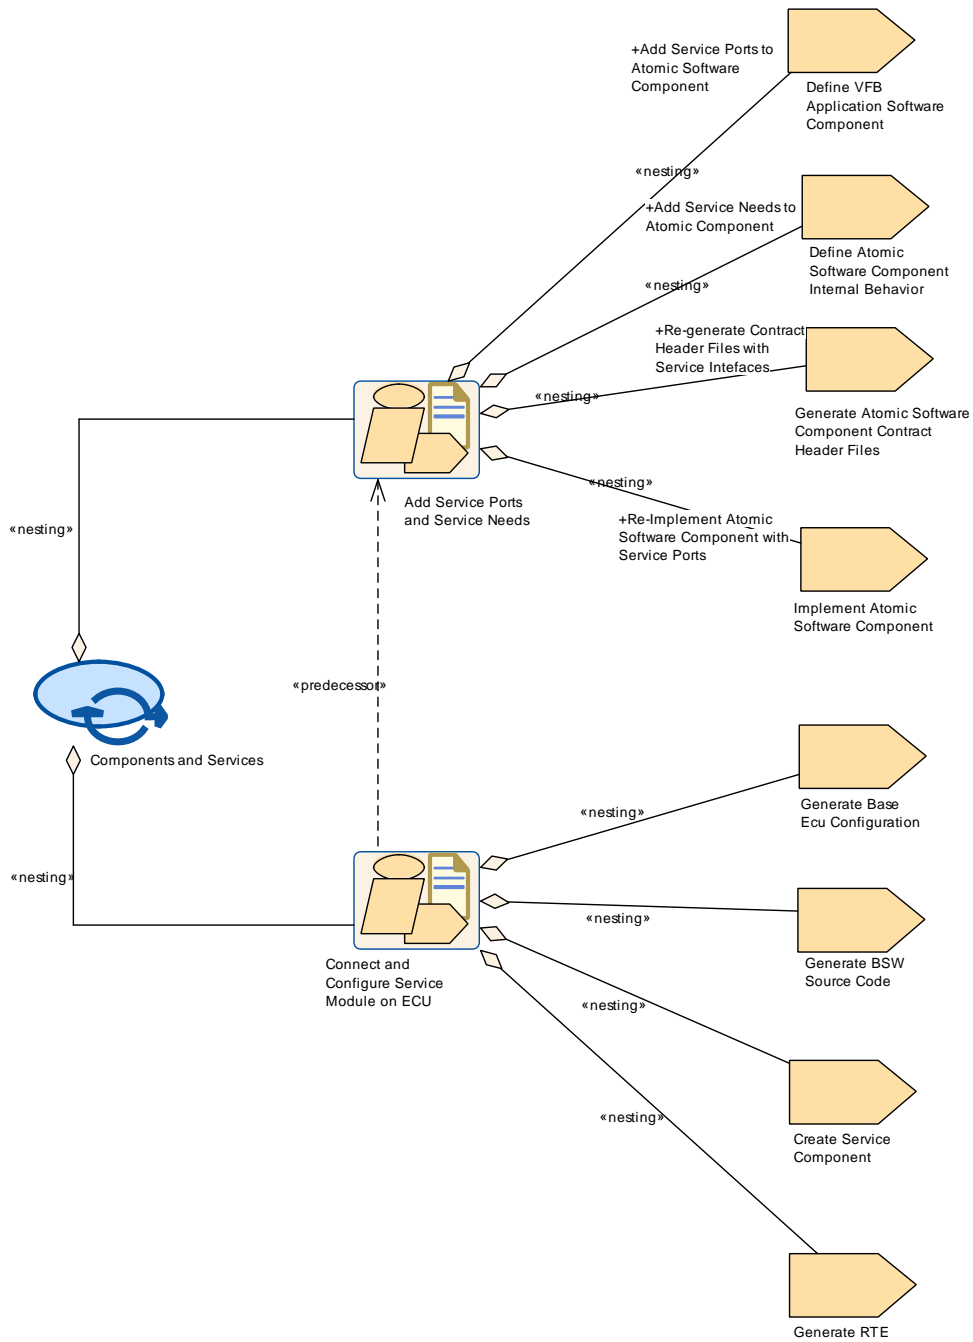 +Add Service Ports to
Atomic Software
Component
Define VFB
Application Software
Component
«nesting»
+Add Service Needs to
Atomic Component
Define Atomic
Software Component
Internal Behavior
«nesting»
+Re-generate Contract
Header Files with
Service Intefaces
«nesting»
Generate Atomic Software
Component Contract
Header Files
«nesting»
Add Service Ports
and Service Needs
+Re-Implement Atomic
Software Component with
Service Ports
«nesting»
Implement Atomic
Software Component
«predecessor»
Components and Services
Generate Base
Ecu Configuration
«nesting»
«nesting»
«nesting»
Generate BSW
Source Code
Connect and
Configure Service
Module on ECU
«nesting»
«nesting»
Create Service
Component
Generate RTE